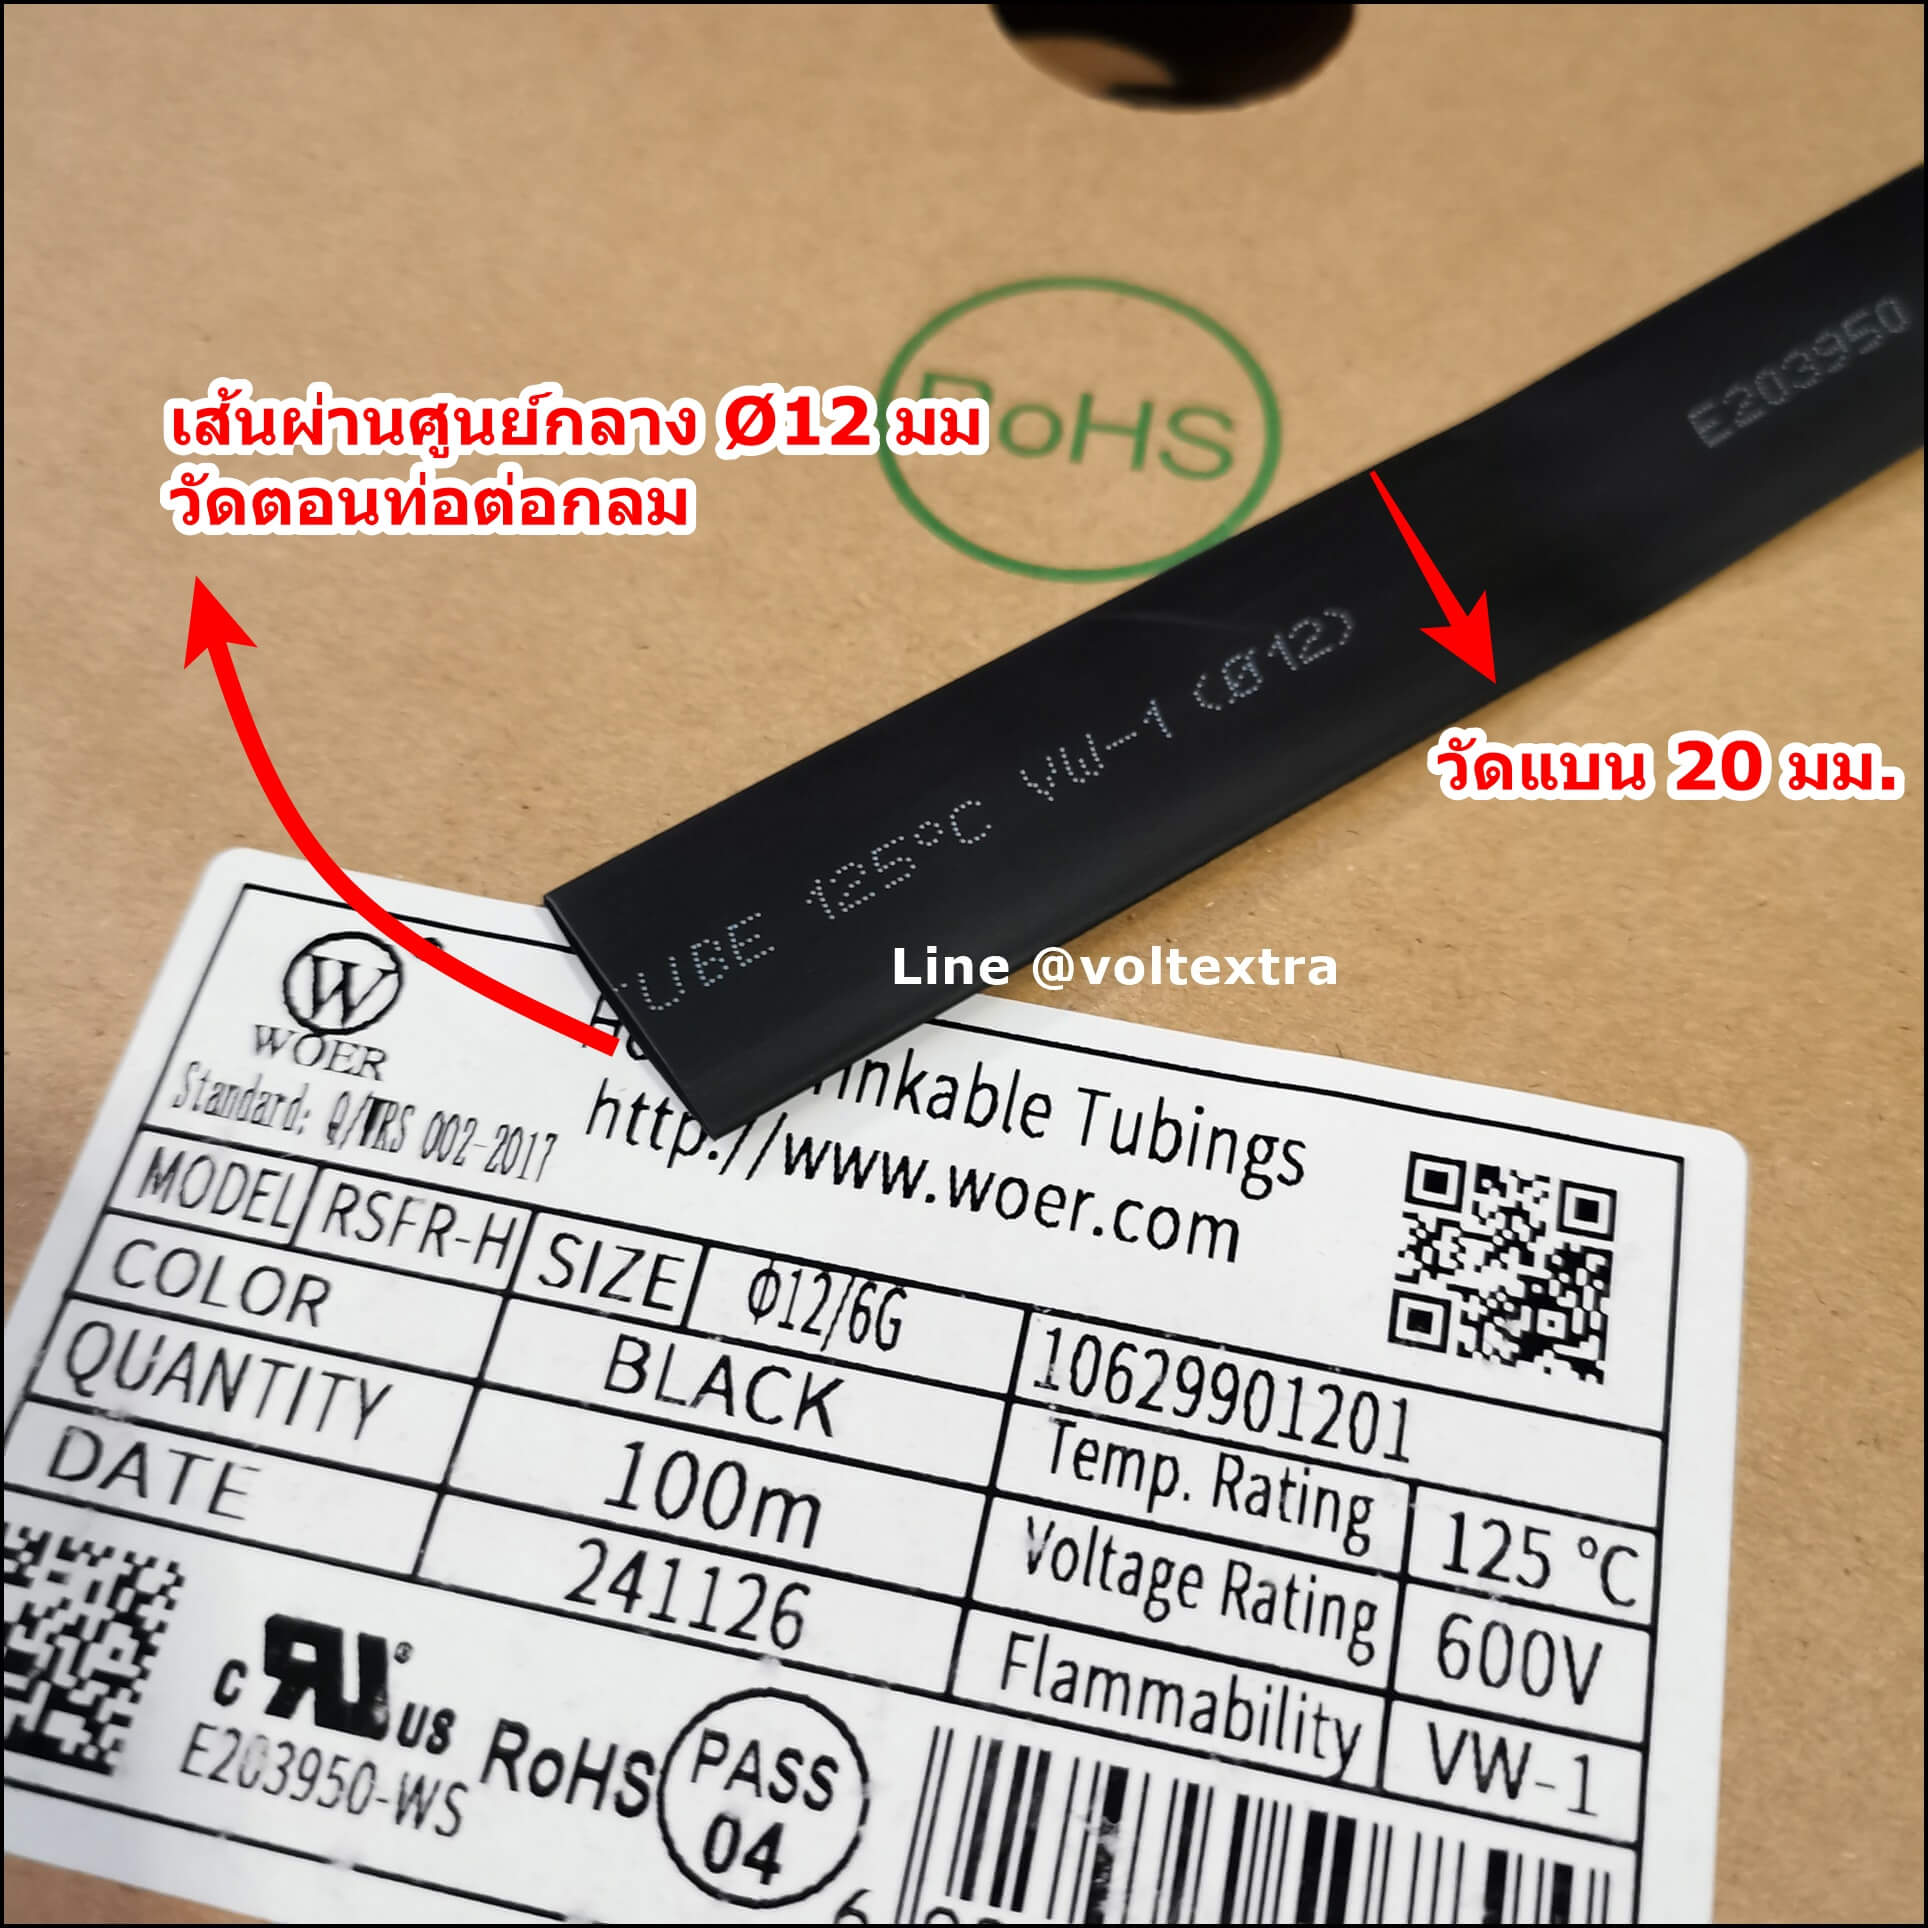 RoHS
เส้นผ่านศูนย์กลาง Ø12 มม
วัดตอนท่อต่อกลม
E203950
TUBE 125°C VW-1 (Ø12)
วัดแบน 20 มม.
Line @voltextra
W
WOER
Standard: Q/WRS 002-2017
Tubings
http://www.woer.com
MODEL RSFR-H SIZE Φ12/6G 10629901201
COLOR BLACK Temp. Rating 125 °C
QUANTITY 100m Voltage Rating 600V
DATE 241126 Flammability VW-1
c RU® us
E203950-WS
RoHS
PASS
04